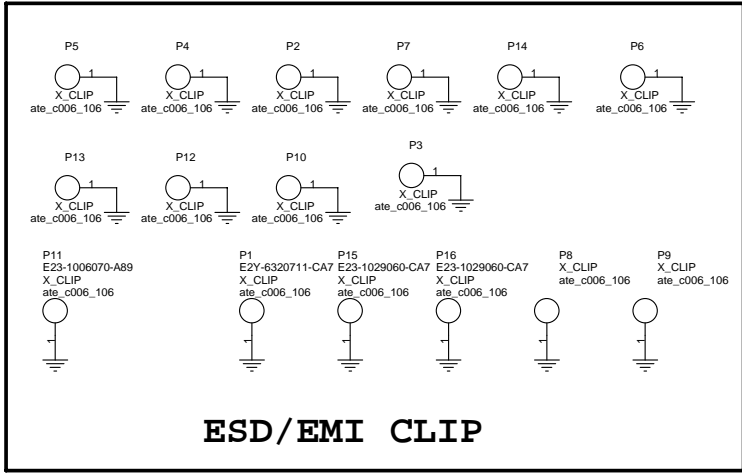 P5 P4 P2 P7 P14 P6
1 1 1 1 1 1
X_CLIP X_CLIP X_CLIP X_CLIP X_CLIP X_CLIP
ate_c006_106 ate_c006_106 ate_c006_106 ate_c006_106 ate_c006_106 ate_c006_106
P13 P12 P10 P3
1 1 1 1
X_CLIP X_CLIP X_CLIP X_CLIP
ate_c006_106 ate_c006_106 ate_c006_106 ate_c006_106
P11 P1 P15 P16 P8 P9
E23-1006070-A89 E2Y-6320711-CA7 E23-1029060-CA7 E23-1029060-CA7 X_CLIP X_CLIP
X_CLIP X_CLIP X_CLIP X_CLIP ate_c006_106 ate_c006_106
ate_c006_106 ate_c006_106 ate_c006_106 ate_c006_106
1 1 1 1 1 1
ESD/EMI CLIP